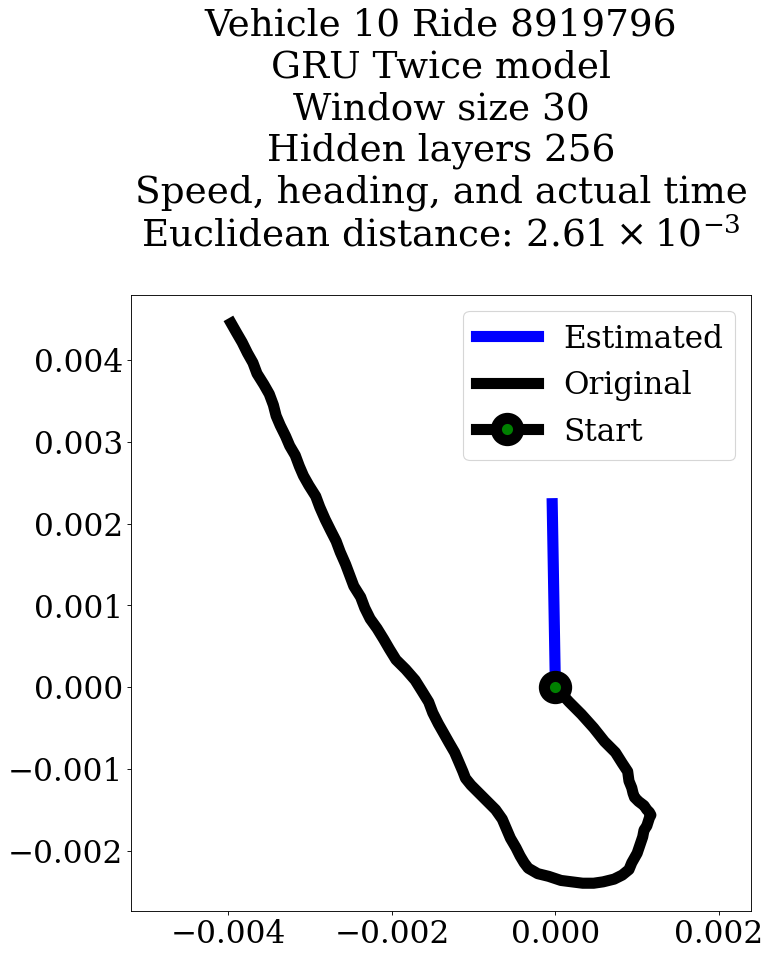 Vehicle 10 Ride 8919796
GRU Twice model
Window size 30
Hidden layers 256
Speed, heading, and actual time
Euclidean distance: 2.61 × 10⁻³
Estimated
Original
Start
0.004
0.003
0.002
0.001
0.000
−0.001
−0.002
−0.004
−0.002
0.000
0.002